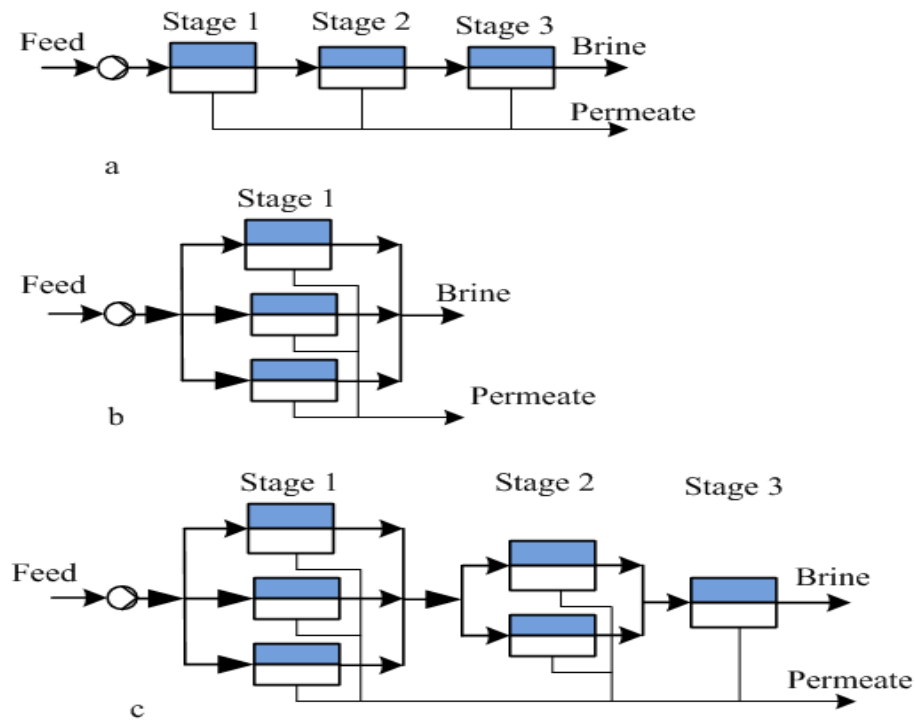 Stage 1 Stage 2 Stage 3
Feed Brine
Permeate
a
Stage 1
Feed Brine
Permeate
b
Stage 1 Stage 2 Stage 3
Feed Brine
Permeate
c